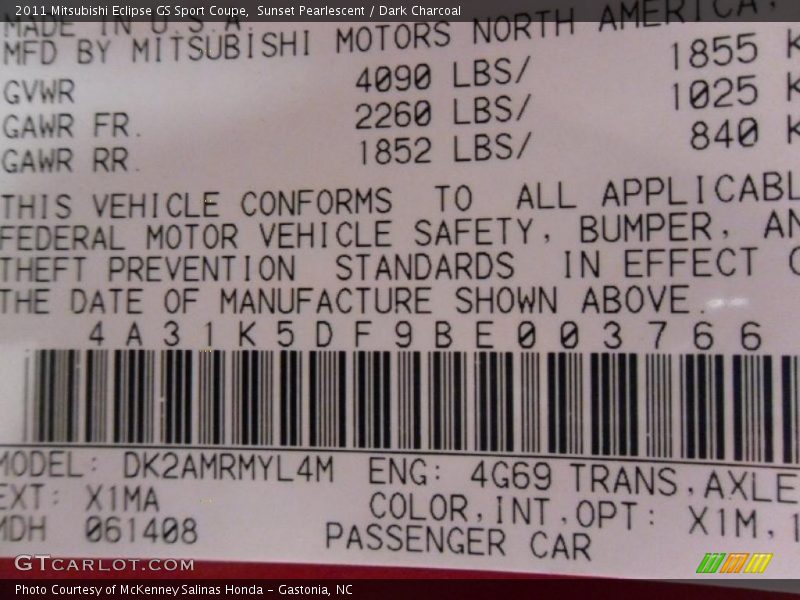 2011 Mitsubishi Eclipse GS Sport Coupe, Sunset Pearlescent / Dark Charcoal
MADE IN U.S.A.
MFD BY MITSUBISHI MOTORS NORTH AMERICA,
GVWR 4090 LBS/ 1855 K
GAWR FR. 2260 LBS/ 1025 K
GAWR RR. 1852 LBS/ 840 K
THIS VEHICLE CONFORMS TO ALL APPLICABL
FEDERAL MOTOR VEHICLE SAFETY, BUMPER, AN
THEFT PREVENTION STANDARDS IN EFFECT O
THE DATE OF MANUFACTURE SHOWN ABOVE.
4A31K5DF9BE003766
MODEL: DK2AMRMYL4M ENG: 4G69 TRANS,AXLE
EXT: X1MA COLOR,INT,OPT: X1M,1
MDH 061408 PASSENGER CAR
GTCARLOT.COM
Photo Courtesy of McKenney Salinas Honda - Gastonia, NC